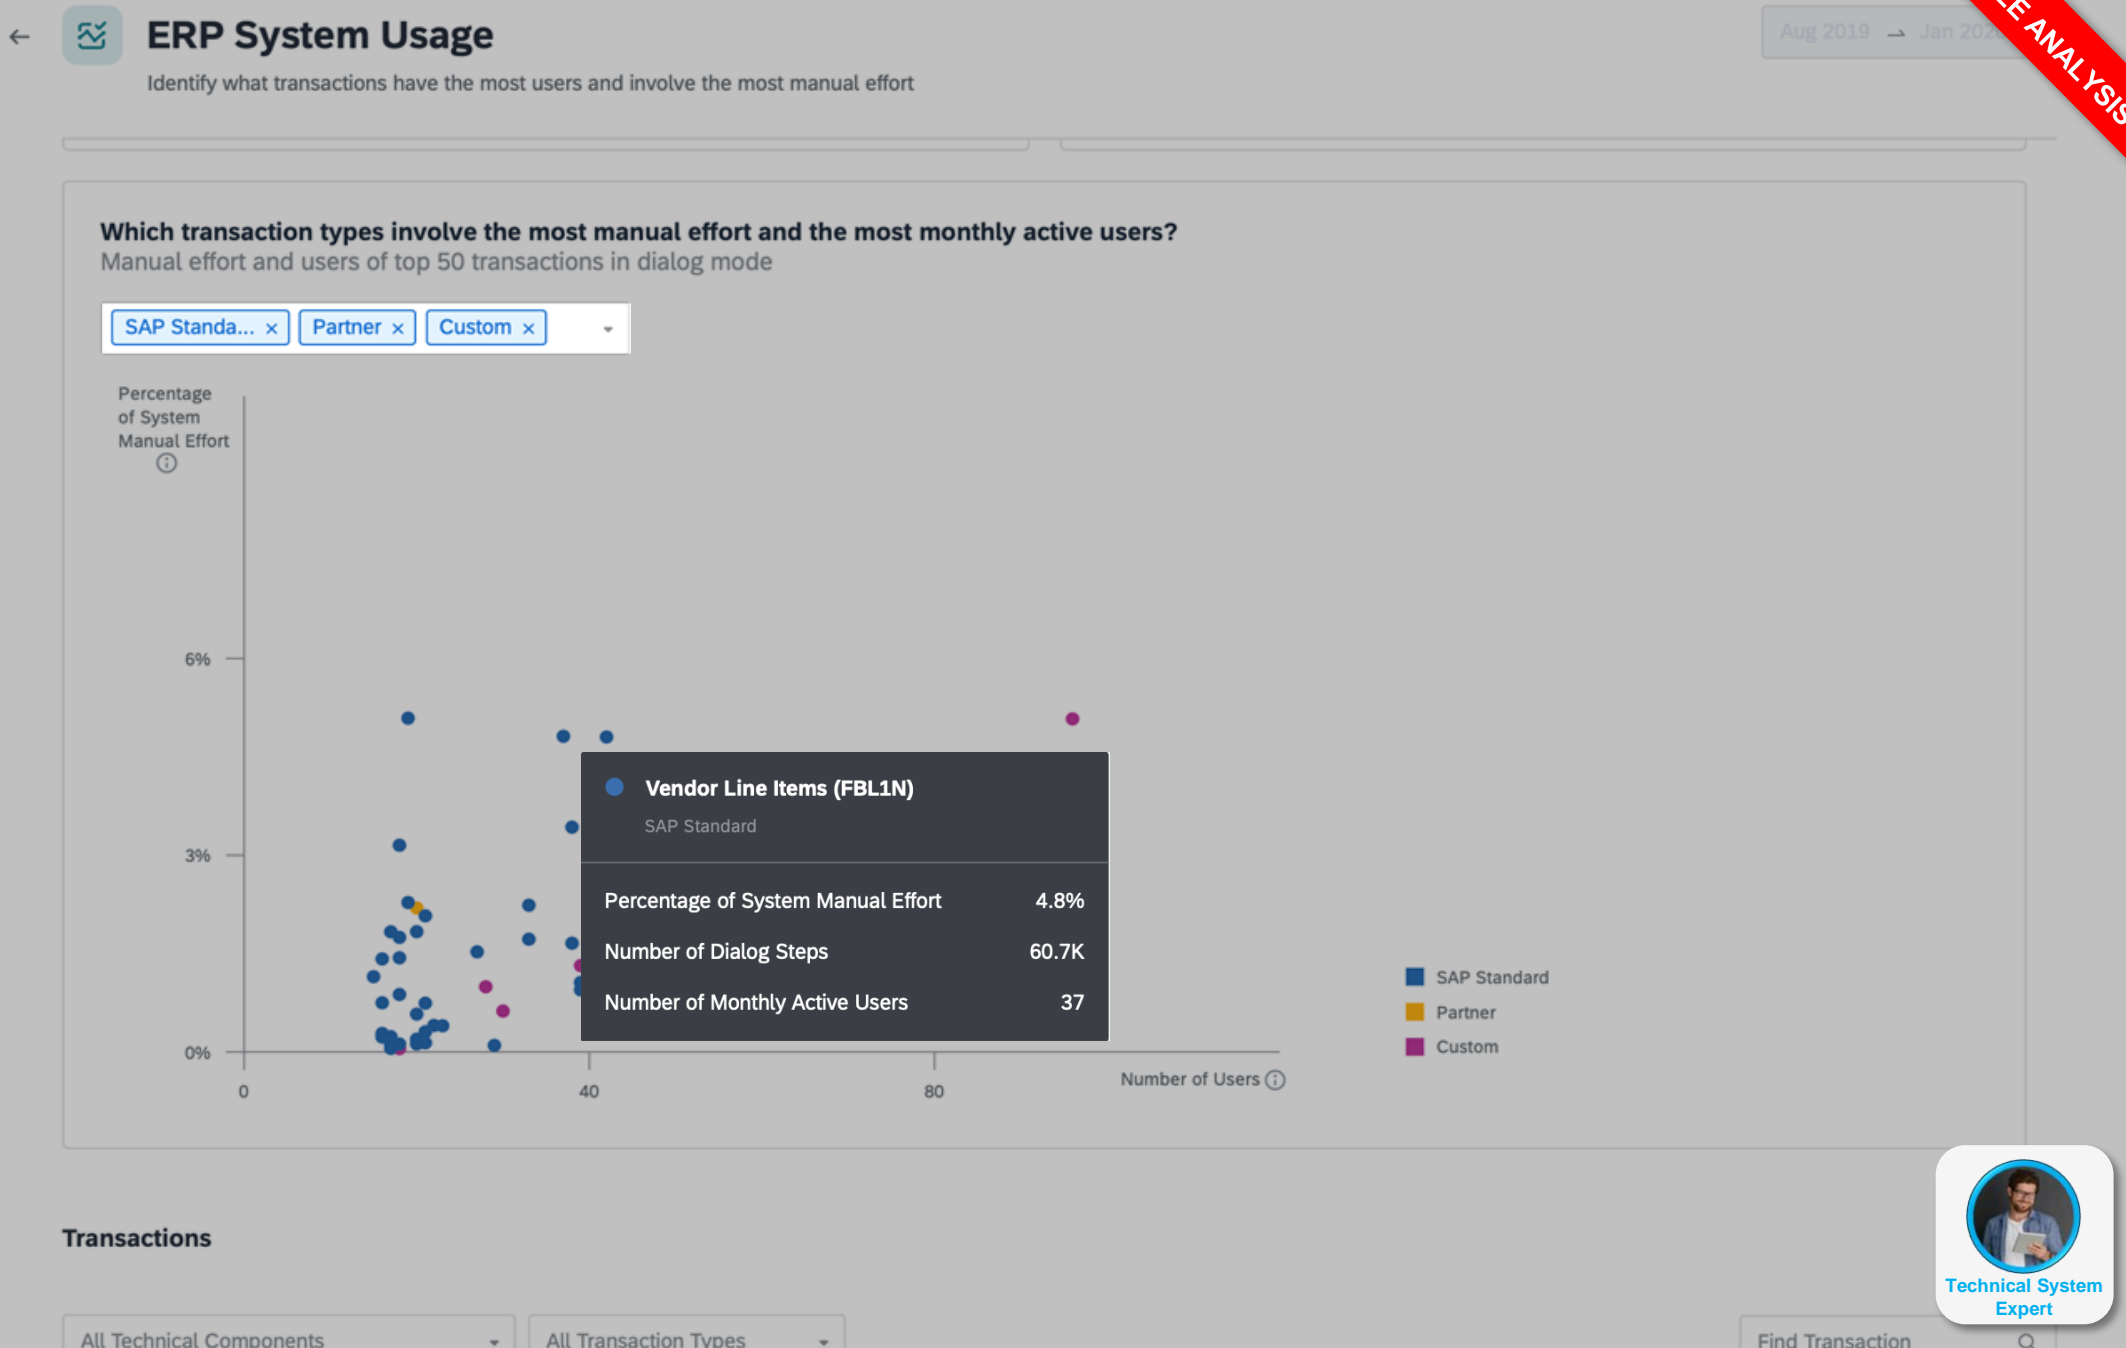 ERP System Usage
Identify what transactions have the most users and involve the most manual effort
Aug 2019 → Jan
ANALYSIS
Which transaction types involve the most manual effort and the most monthly active users?
Manual effort and users of top 50 transactions in dialog mode
SAP Standa... × Partner × Custom ×
Percentage
of System
Manual Effort
6%
3%
0%
0 40 80
Number of Users
Vendor Line Items (FBL1N)
SAP Standard
Percentage of System Manual Effort 4.8%
Number of Dialog Steps 60.7K
Number of Monthly Active Users 37
SAP Standard
Partner
Custom
Transactions
All Technical Components
All Transaction Types
Find Transaction
Technical System
Expert